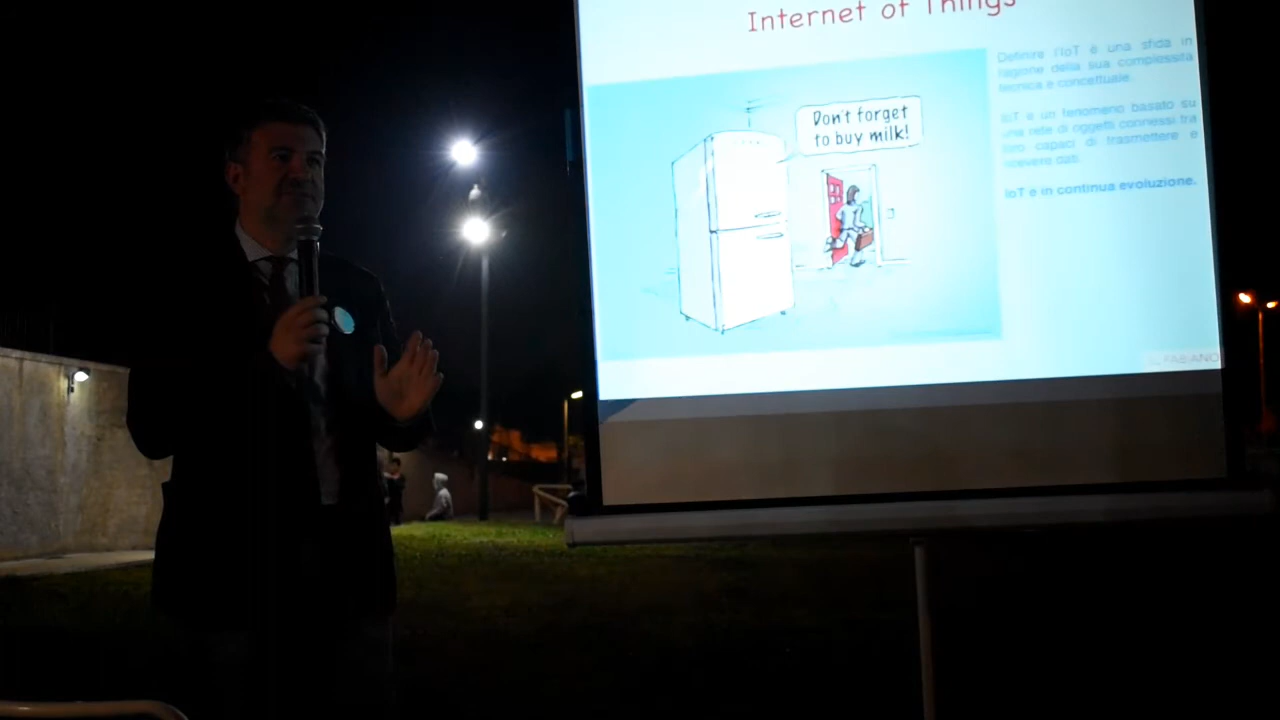 Internet of Things
Don't forget
to buy milk!
Definire l'IoT è una sfida in
ragione della sua complessità
tecnica e concettuale.
IoT è un fenomeno basato su
una rete di oggetti connessi tra
loro capaci di trasmettere e
ricevere dati.
IoT è in continua evoluzione.
FABIANO